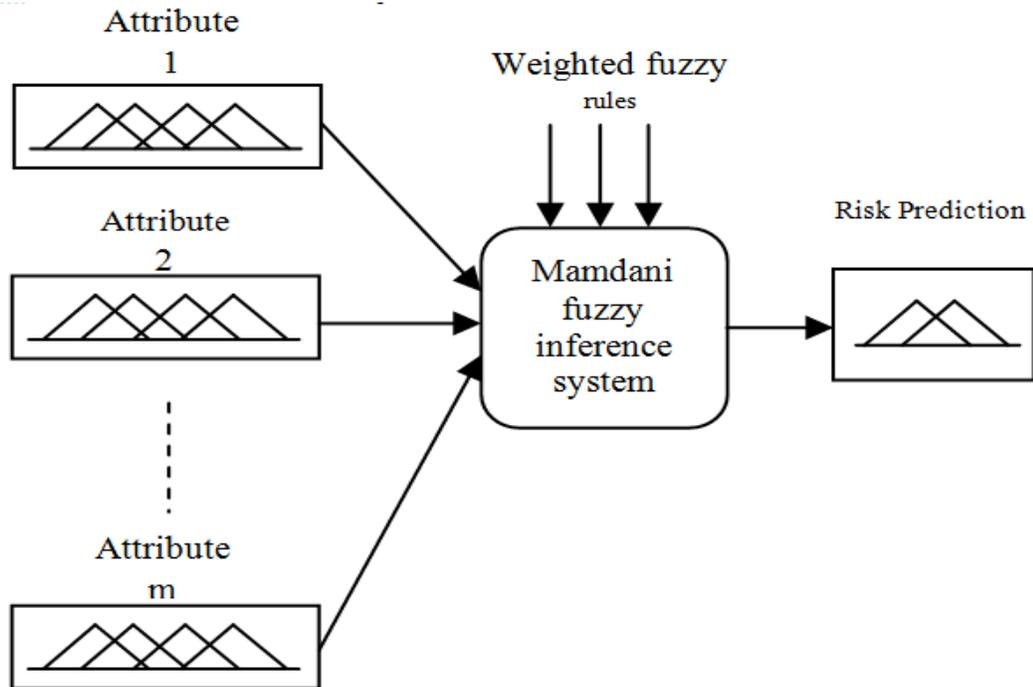 Attribute
1
Weighted fuzzy
rules
Attribute
2
Risk Prediction
Mamdani
fuzzy
inference
system
Attribute
m